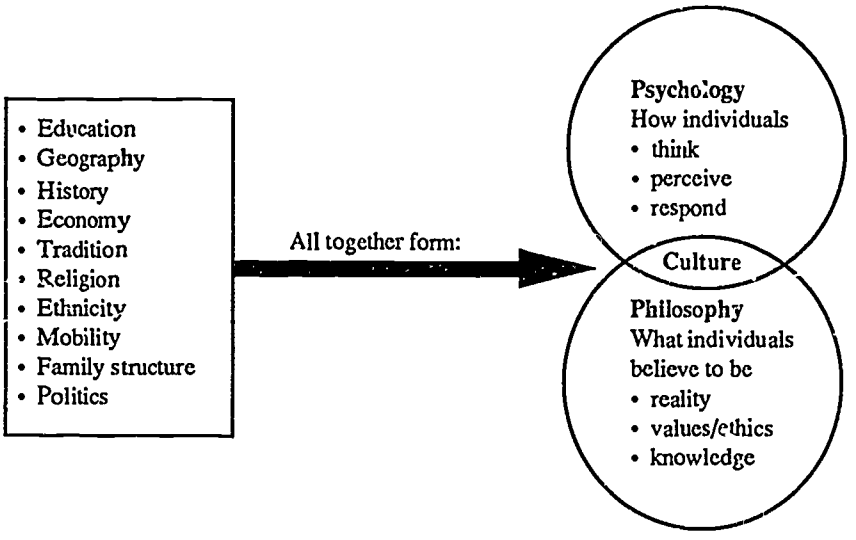 • Education
• Geography
• History
• Economy
• Tradition
• Religion
• Ethnicity
• Mobility
• Family structure
• Politics
All together form:
Psychology
How individuals
• think
• perceive
• respond
Culture
Philosophy
What individuals
believe to be
• reality
• values/ethics
• knowledge